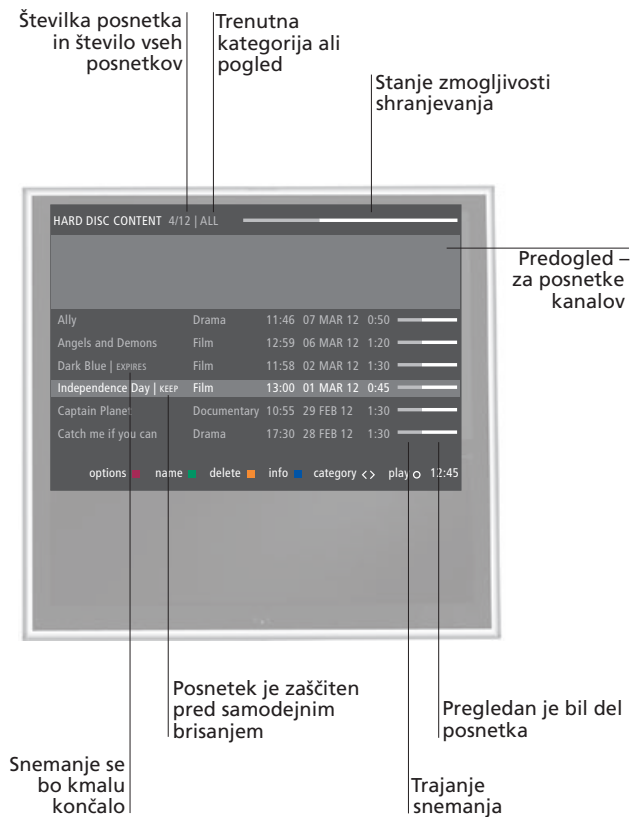 Številka posnetka
in število vseh
posnetkov
Trenutna
kategorija ali
pogled
Stanje zmogljivosti
shranjevanja
HARD DISC CONTENT 4/12 | ALL
Predogled –
za posnetke
kanalov
Ally Drama 11:46 07 MAR 12 0:50
Angels and Demons Film 12:59 06 MAR 12 1:20
Dark Blue | EXPIRES Film 11:58 02 MAR 12 1:30
Independence Day | KEEP Film 13:00 01 MAR 12 0:45
Captain Planet Documentary 10:55 29 FEB 12 1:30
Catch me if you can Drama 17:30 28 FEB 12 1:30
options name delete info category <> play 12:45
Posnetek je zaščiten
pred samodejnim
brisanjem
Pregledan je bil del
posnetka
Snemanje se
bo kmalu
končalo
Trajanje
snemanja